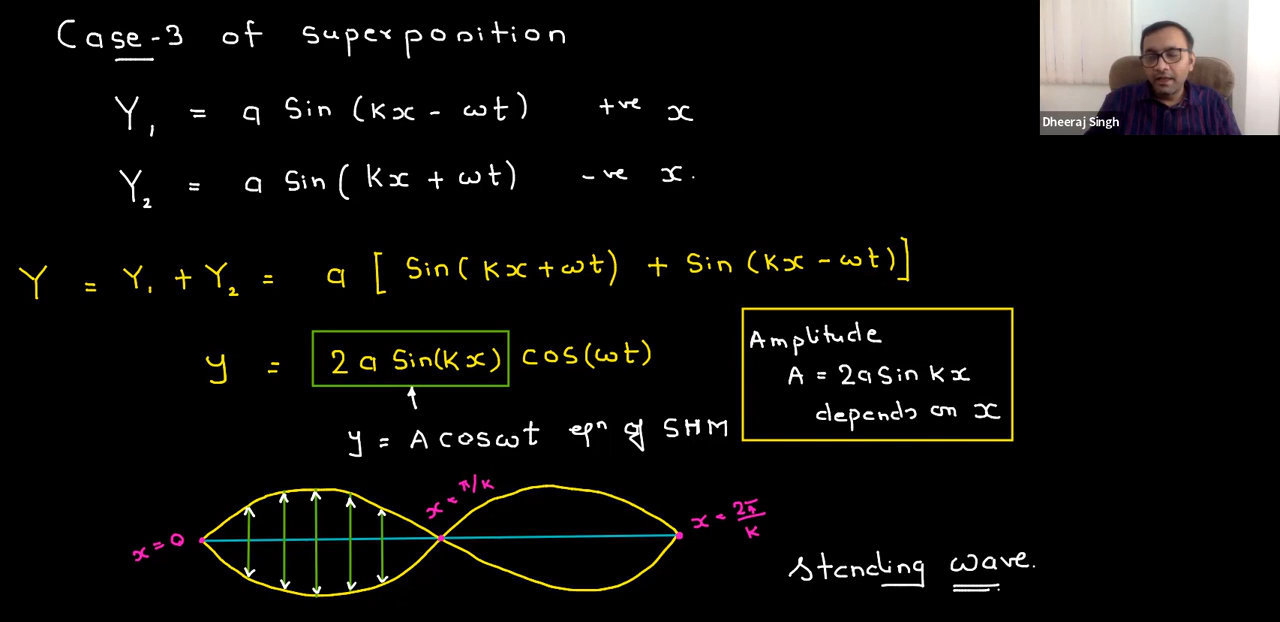 Case-3 of superposition
Y₁ = a Sin (Kx - ωt) +ve x
Dheeraj Singh
Y₂ = a Sin( Kx + ωt) -ve x.
Y = Y₁ + Y₂ = a [ Sin( Kx + ωt) + Sin (Kx - ωt)]
y = 2 a Sin(Kx) cos(ωt)
Amplitude
A = 2a Sin Kx
depends on x
y = A cosωt eqⁿ of SHM
x = 0
x = π/K
x = 2π/K
standing wave.